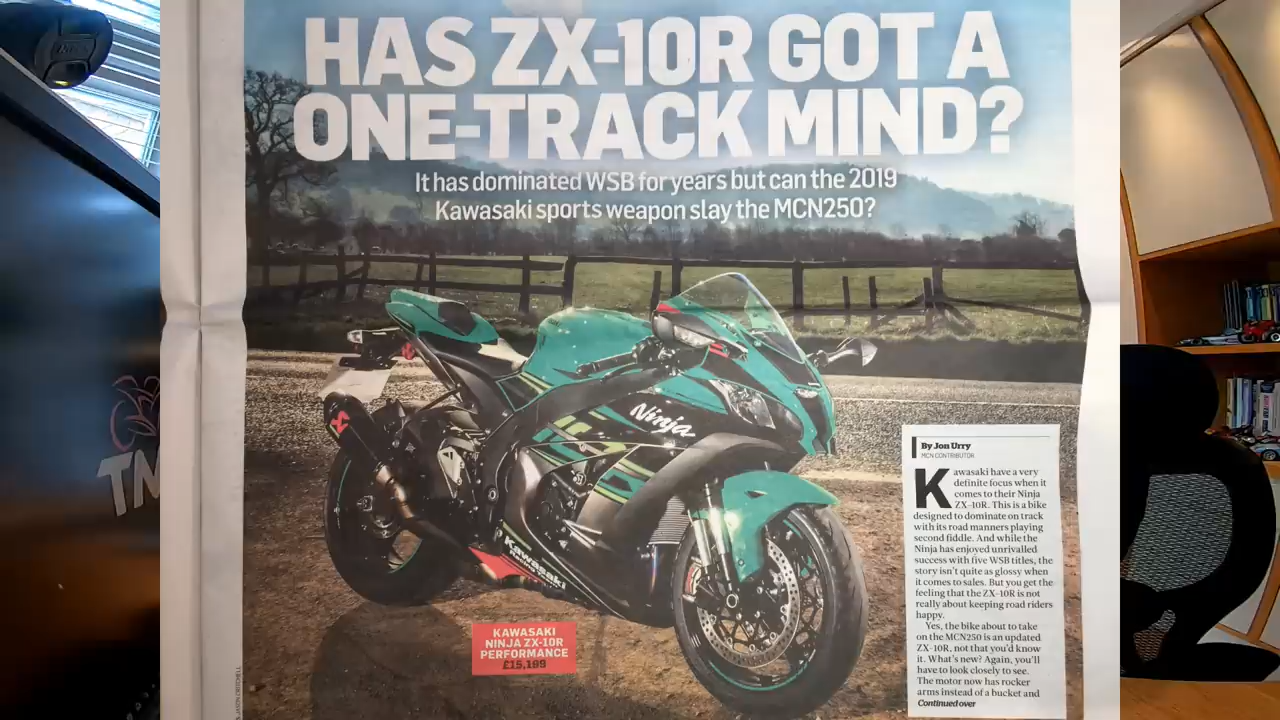 HAS ZX-10R GOT A
ONE-TRACK MIND?
It has dominated WSB for years but can the 2019
Kawasaki sports weapon slay the MCN250?
Ninja
Kawasaki
KAWASAKI
NINJA ZX-10R
PERFORMANCE
£15,199
By Jon Urry
MCN CONTRIBUTOR
Kawasaki have a very
definite focus when it
comes to their Ninja
ZX-10R. This is a bike
designed to dominate on track
with its road manners playing
second fiddle. And while the
Ninja has enjoyed unrivalled
success with five WSB titles, the
story isn't quite as glossy when
it comes to sales. But you get the
feeling that the ZX-10R is not
really about keeping road riders
happy.
Yes, the bike about to take
on the MCN250 is an updated
ZX-10R, not that you'd know
it. What's new? Again, you'll
have to look closely to see.
The motor now has rocker
arms instead of a bucket and
Continued over
TM